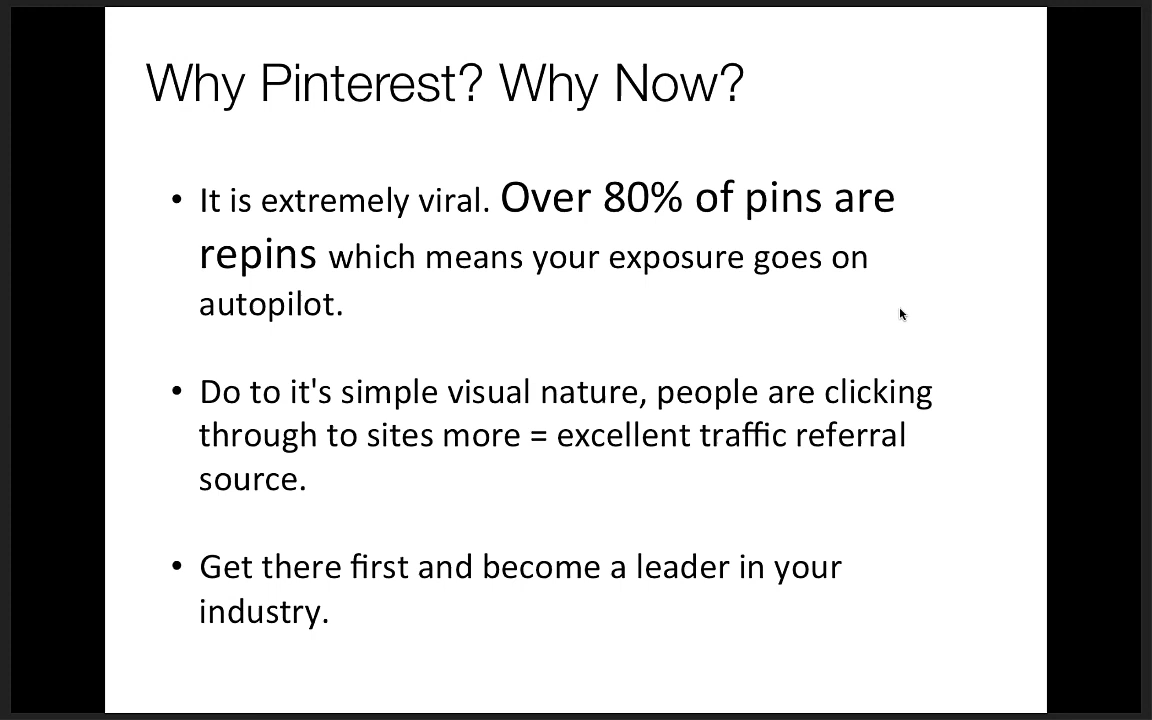 Why Pinterest? Why Now?
• It is extremely viral. Over 80% of pins are
repins which means your exposure goes on
autopilot.
• Do to it's simple visual nature, people are clicking
through to sites more = excellent traffic referral
source.
• Get there first and become a leader in your
industry.